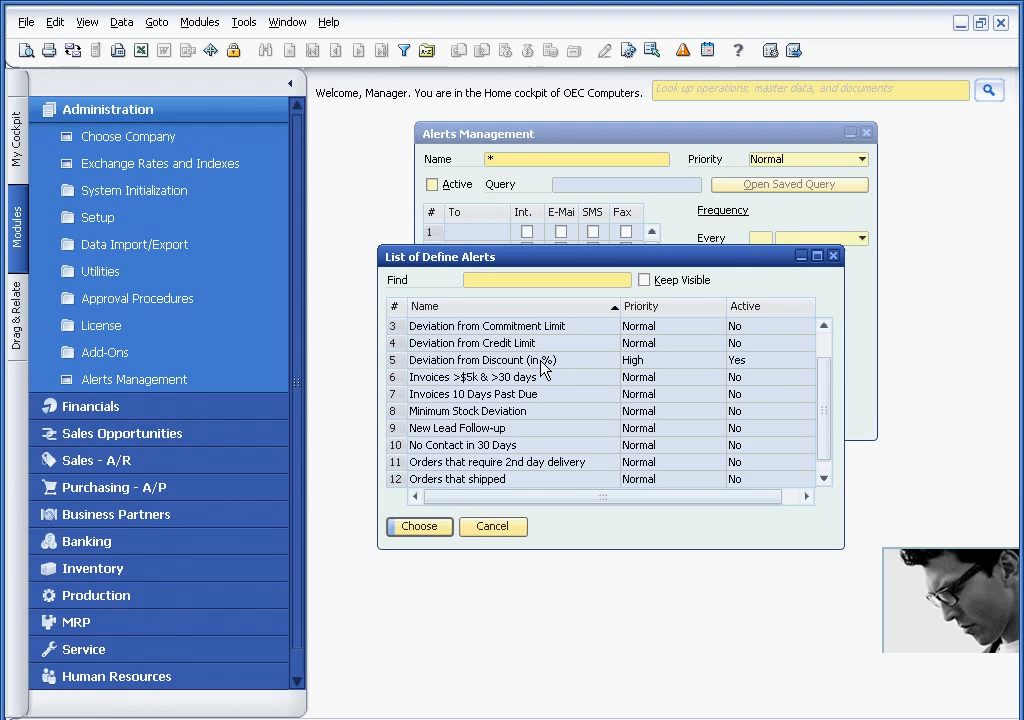 File Edit View Data Goto Modules Tools Window Help
Welcome, Manager. You are in the Home cockpit of OEC Computers.
Look up operations, master data, and documents
My Cockpit
Modules
Drag & Relate
Administration
Choose Company
Exchange Rates and Indexes
System Initialization
Setup
Data Import/Export
Utilities
Approval Procedures
License
Add-Ons
Alerts Management
Financials
Sales Opportunities
Sales - A/R
Purchasing - A/P
Business Partners
Banking
Inventory
Production
MRP
Service
Human Resources
Alerts Management
Name * Priority Normal
Active Query Open Saved Query
# To Int. E-Mai SMS Fax
1
Frequency
Every
List of Define Alerts
Find Keep Visible
# Name Priority Active
3 Deviation from Commitment Limit Normal No
4 Deviation from Credit Limit Normal No
5 Deviation from Discount (in %) High Yes
6 Invoices >$5k & >30 days Normal No
7 Invoices 10 Days Past Due Normal No
8 Minimum Stock Deviation Normal No
9 New Lead Follow-up Normal No
10 No Contact in 30 Days Normal No
11 Orders that require 2nd day delivery Normal No
12 Orders that shipped Normal No
Choose Cancel